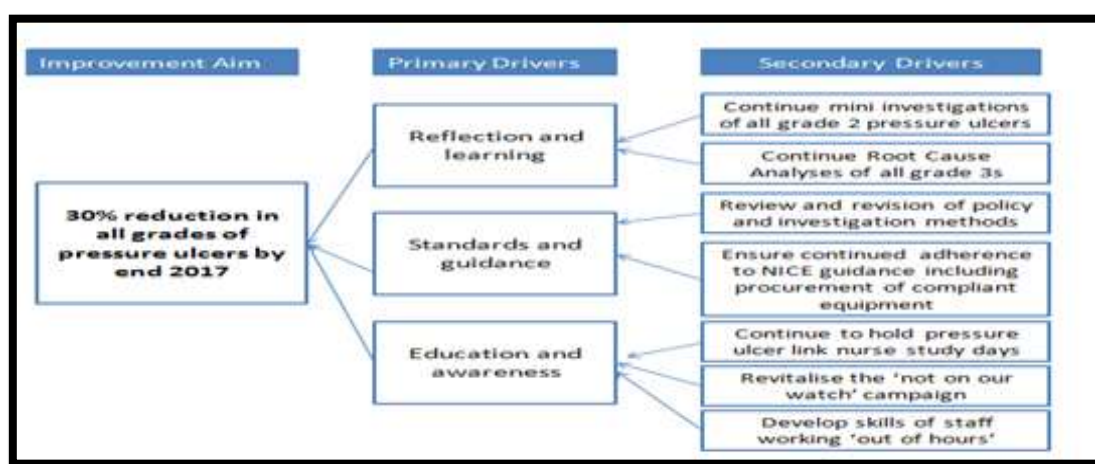 Improvement Aim
Primary Drivers
Secondary Drivers
30% reduction in
all grades of
pressure ulcers by
end 2017
Reflection and
learning
Standards and
guidance
Education and
awareness
Continue mini investigations
of all grade 2 pressure ulcers
Continue Root Cause
Analyses of all grade 3s
Review and revision of policy
and investigation methods
Ensure continued adherence
to NICE guidance including
procurement of compliant
equipment
Continue to hold pressure
ulcer link nurse study days
Revitalise the 'not on our
watch' campaign
Develop skills of staff
working 'out of hours'